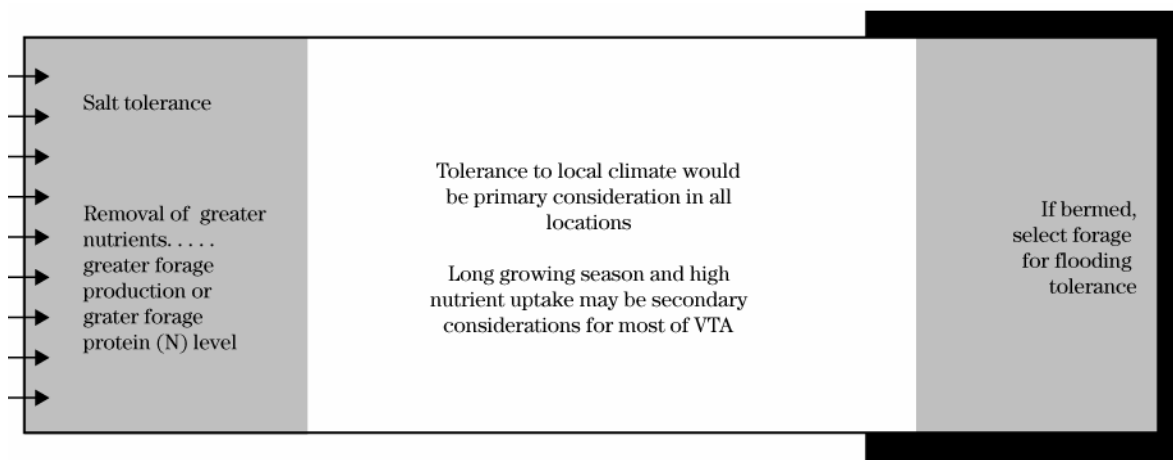 Salt tolerance
Removal of greater
nutrients. . . . .
greater forage
production or
grater forage
protein (N) level
Tolerance to local climate would
be primary consideration in all
locations
Long growing season and high
nutrient uptake may be secondary
considerations for most of VTA
If bermed,
select forage
for flooding
tolerance